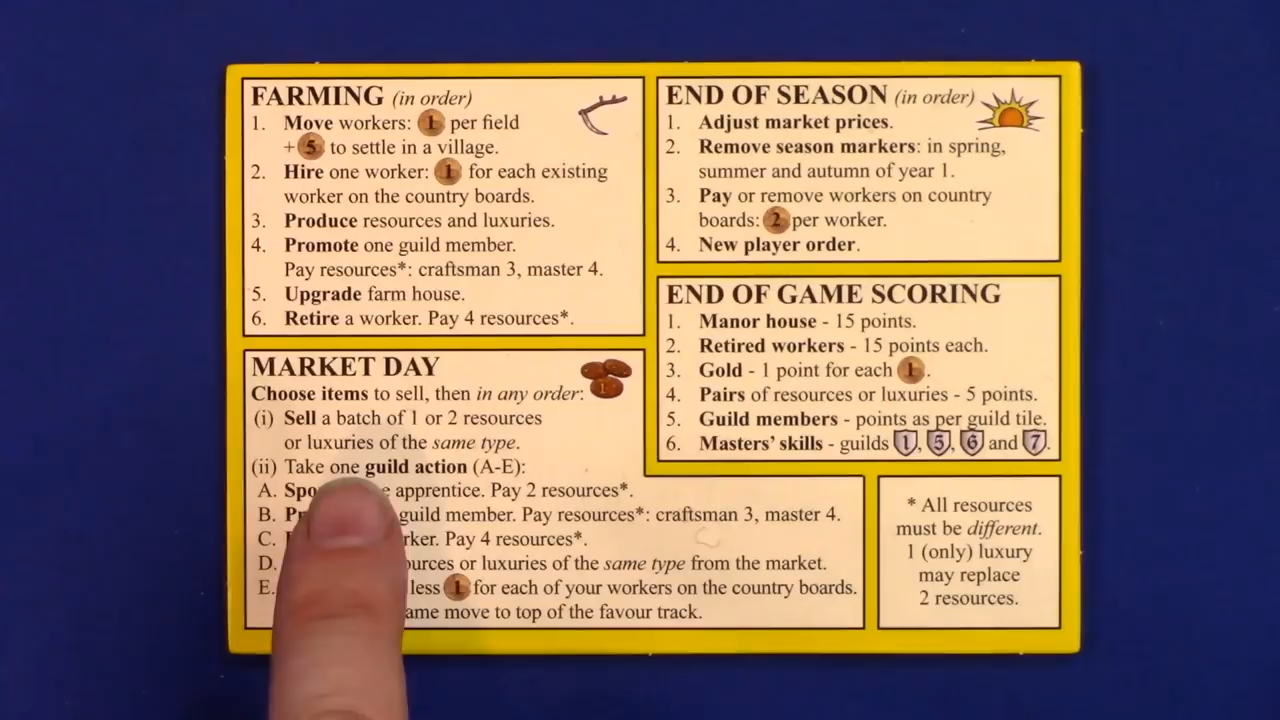 FARMING (in order)
1. Move workers: 1 per field
+ 5 to settle in a village.
2. Hire one worker: 1 for each existing
worker on the country boards.
3. Produce resources and luxuries.
4. Promote one guild member.
Pay resources*: craftsman 3, master 4.
5. Upgrade farm house.
6. Retire a worker. Pay 4 resources*.
MARKET DAY
1
Choose items to sell, then in any order:
(i) Sell a batch of 1 or 2 resources
or luxuries of the same type.
(ii) Take one guild action (A-E):
A. apprentice. Pay 2 resources*.
B. guild member. Pay resources*: craftsman 3, master 4.
C. Pay 4 resources*.
D. or luxuries of the same type from the market.
E. less 1 for each of your workers on the country boards.
move to top of the favour track.
END OF SEASON (in order)
1. Adjust market prices.
2. Remove season markers: in spring,
summer and autumn of year 1.
3. Pay or remove workers on country
boards: 2 per worker.
4. New player order.
END OF GAME SCORING
1. Manor house - 15 points.
2. Retired workers - 15 points each.
3. Gold - 1 point for each 1.
4. Pairs of resources or luxuries - 5 points.
5. Guild members - points as per guild tile.
6. Masters' skills - guilds 1, 5, 6 and 7.
* All resources
must be different.
1 (only) luxury
may replace
2 resources.